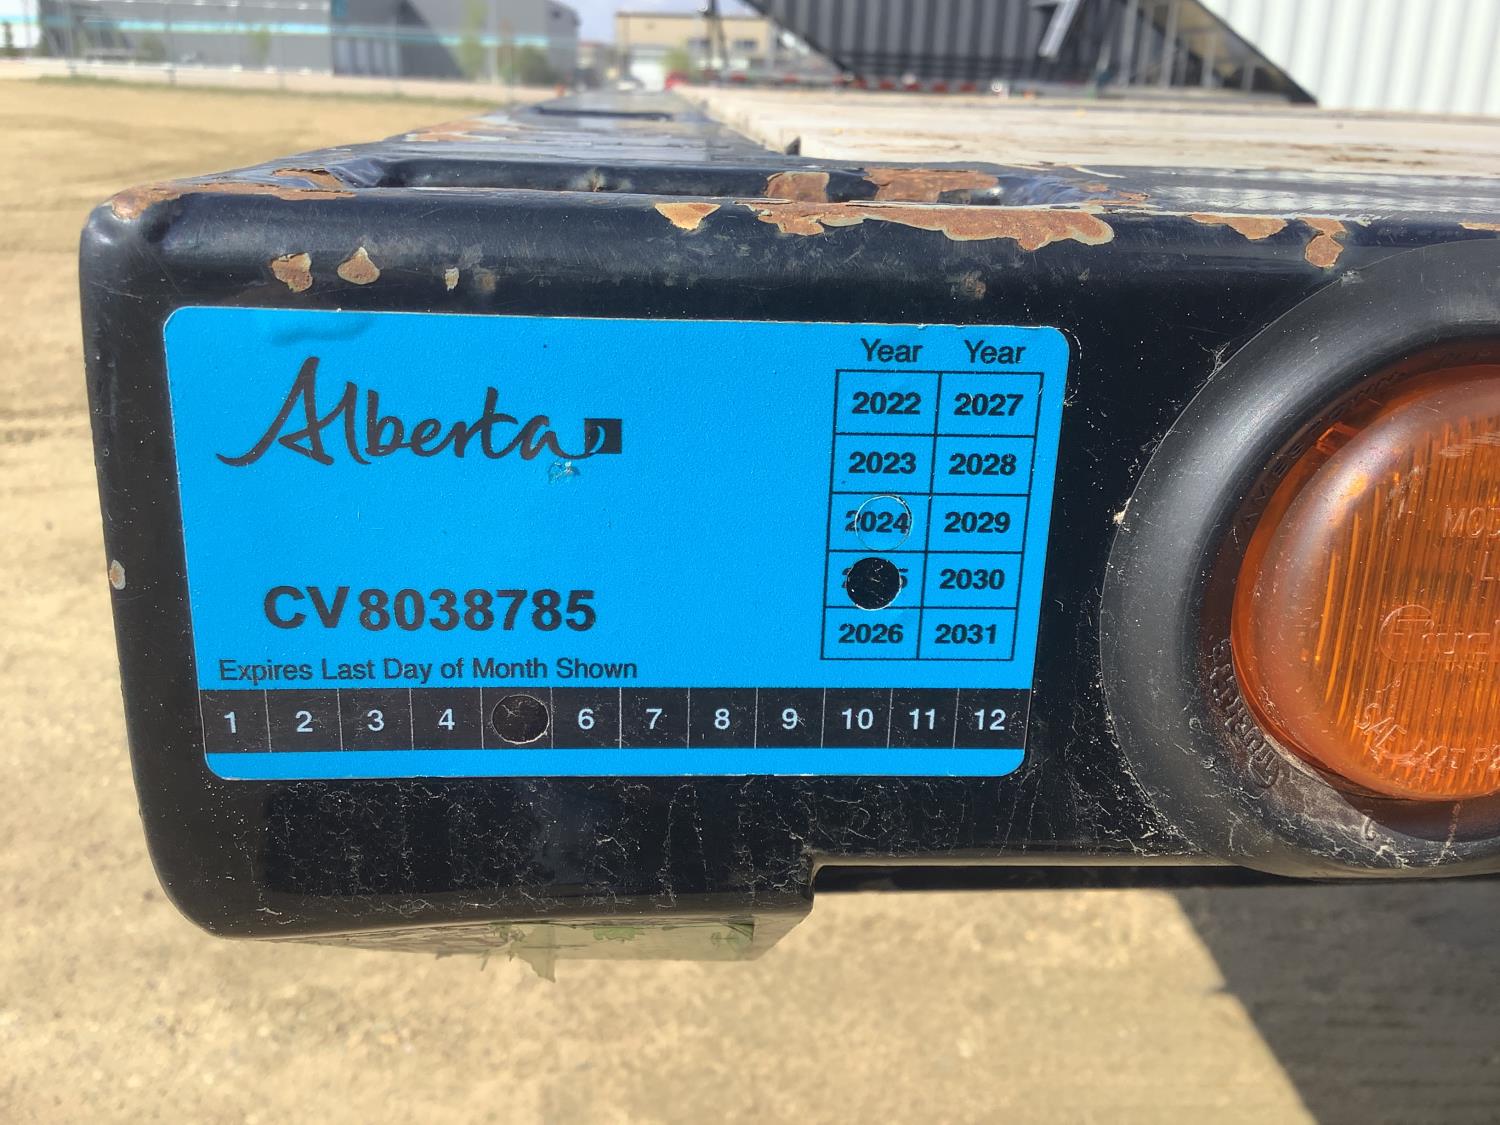 Alberta
Year Year
2022 2027
2023 2028
2024 2029
2030
2026 2031
CV8038785
Expires Last Day of Month Shown
1 2 3 4 6 7 8 9 10 11 12